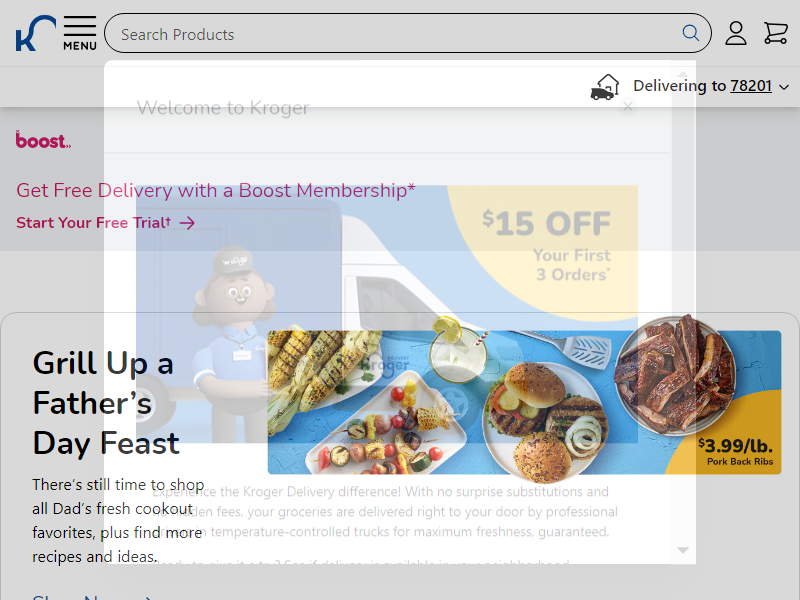 MENU
Search Products
Delivering to 78201
Welcome to Kroger
boost
Get Free Delivery with a Boost Membership*
Start Your Free Trial†
$15 OFF
Your First
3 Orders*
Grill Up a
Father's
Day Feast
Kroger
DELIVERY
$3.99/lb.
Pork Back Ribs
There's still time to shop
all Dad's fresh cookout
favorites, plus find more
recipes and ideas.
Experience the Kroger Delivery difference! With no surprise substitutions and
hidden fees, your groceries are delivered right to your door by professional
in temperature-controlled trucks for maximum freshness, guaranteed.